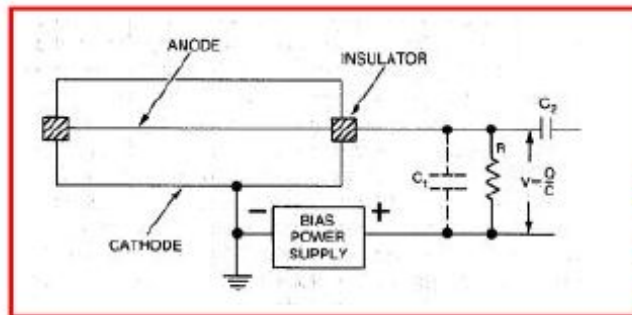 ANODE
INSULATOR
C2
R
C1
V=Q/C
CATHODE
−
BIAS
POWER
SUPPLY
+